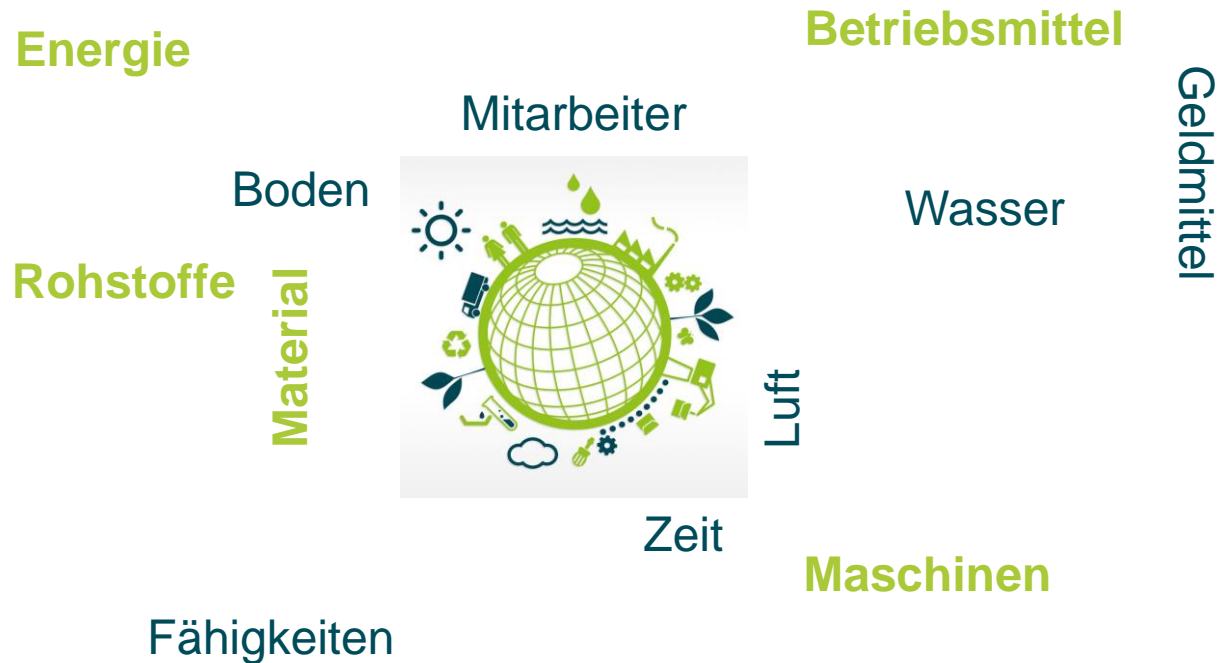 Energie
Betriebsmittel
Geldmittel
Mitarbeiter
Boden
Wasser
Rohstoffe
Material
Luft
Zeit
Maschinen
Fähigkeiten